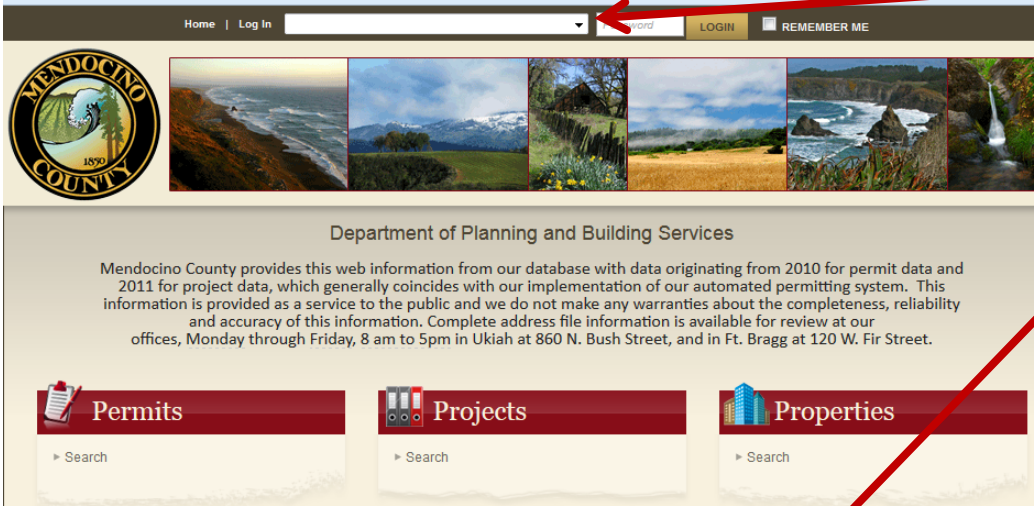 Home | Log In Password LOGIN REMEMBER ME
MENDOCINO
1850
COUNTY
Department of Planning and Building Services
Mendocino County provides this web information from our database with data originating from 2010 for permit data and
2011 for project data, which generally coincides with our implementation of our automated permitting system. This
information is provided as a service to the public and we do not make any warranties about the completeness, reliability
and accuracy of this information. Complete address file information is available for review at our
offices, Monday through Friday, 8 am to 5pm in Ukiah at 860 N. Bush Street, and in Ft. Bragg at 120 W. Fir Street.
Permits Projects Properties
Search Search Search